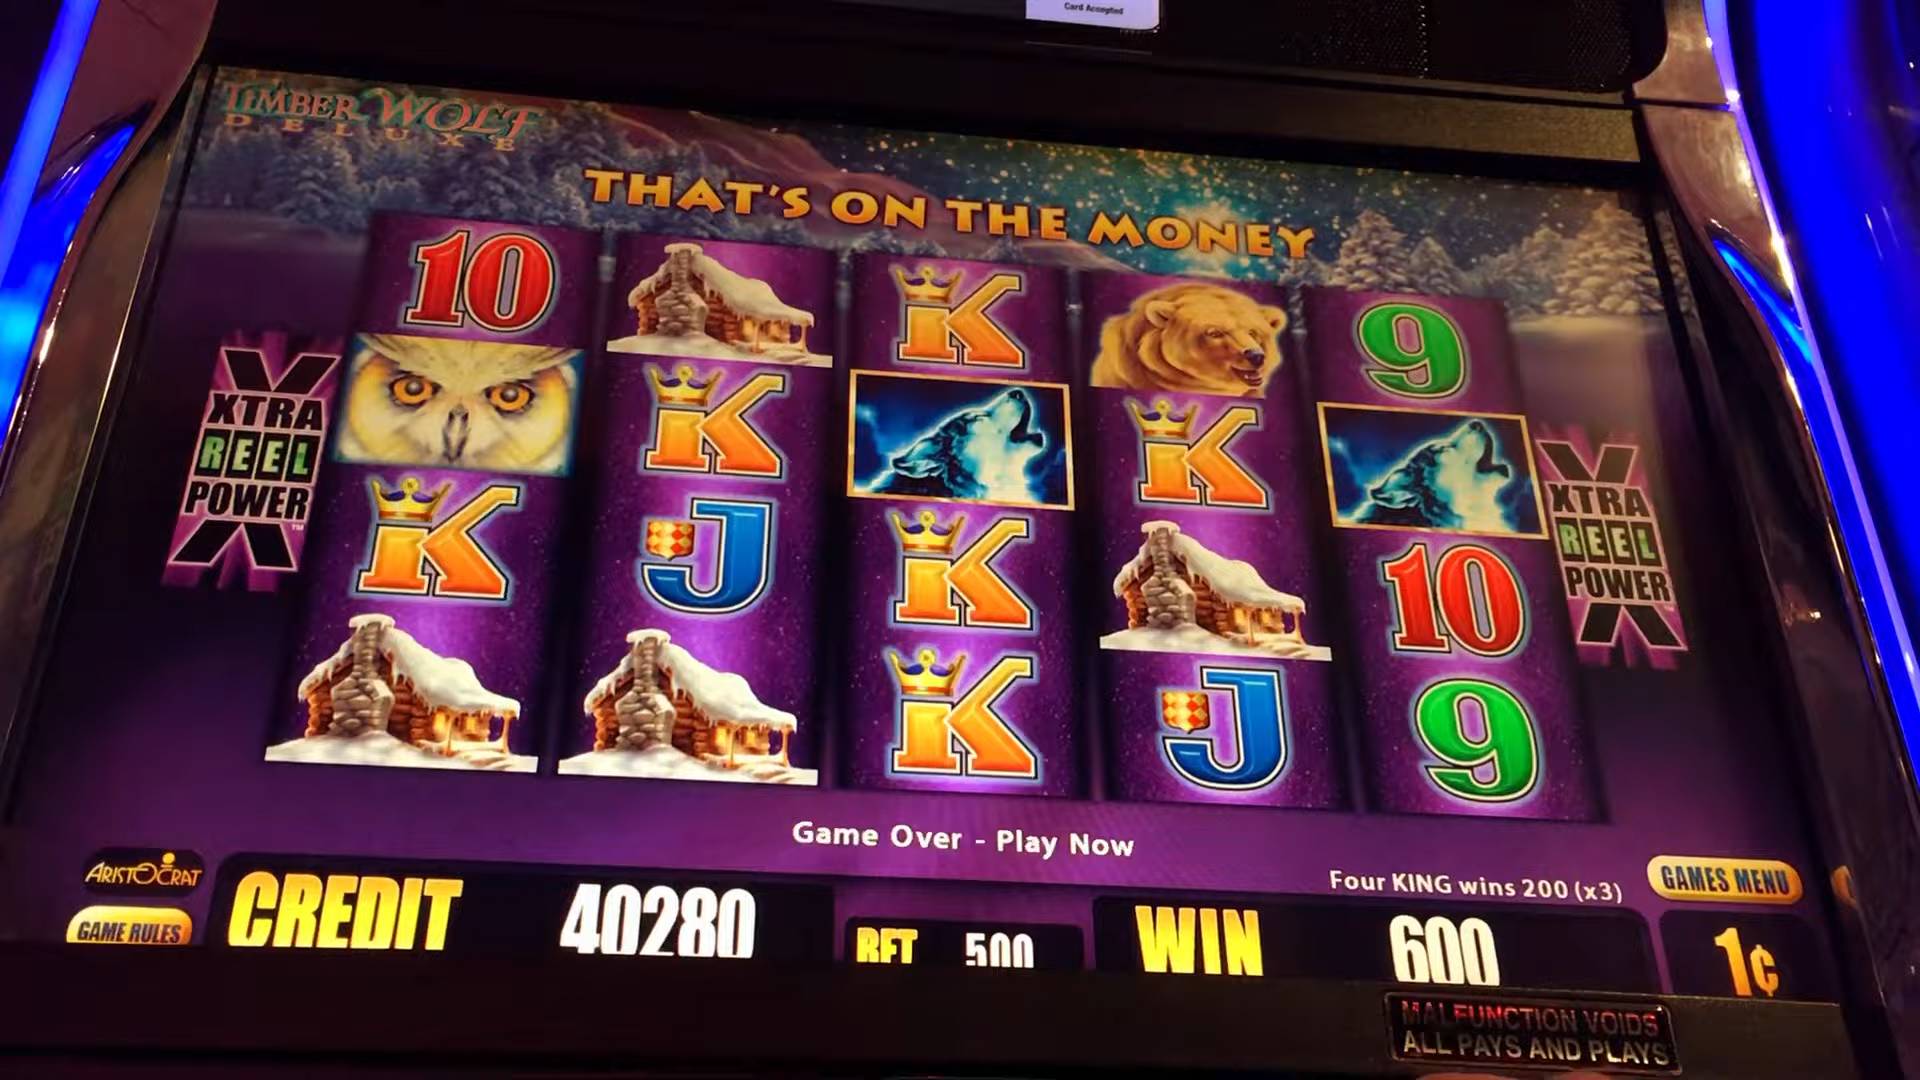 Card Accepted
TIMBER WOLF
DELUXE
THAT'S ON THE MONEY
10 K 9
XTRA
REEL
POWER™
K K
XTRA
REEL
POWER
K J K 10
K J 9
Game Over - Play Now
Four KING wins 200 (x3)
GAMES MENU
ARISTOCRAT
GAME RULES
CREDIT 40280 BET 500 WIN 600 1¢
MALFUNCTION VOIDS
ALL PAYS AND PLAYS